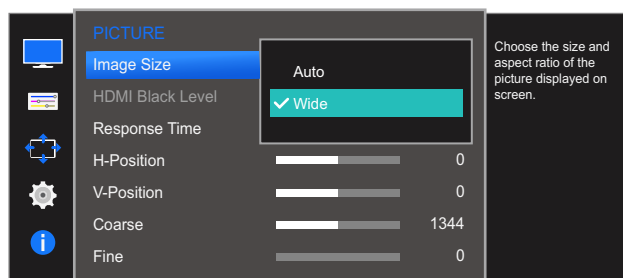 PICTURE
Image Size
Auto
Wide
HDMI Black Level
Response Time
H-Position 0
V-Position 0
Coarse 1344
Fine 0
Choose the size and
aspect ratio of the
picture displayed on
screen.